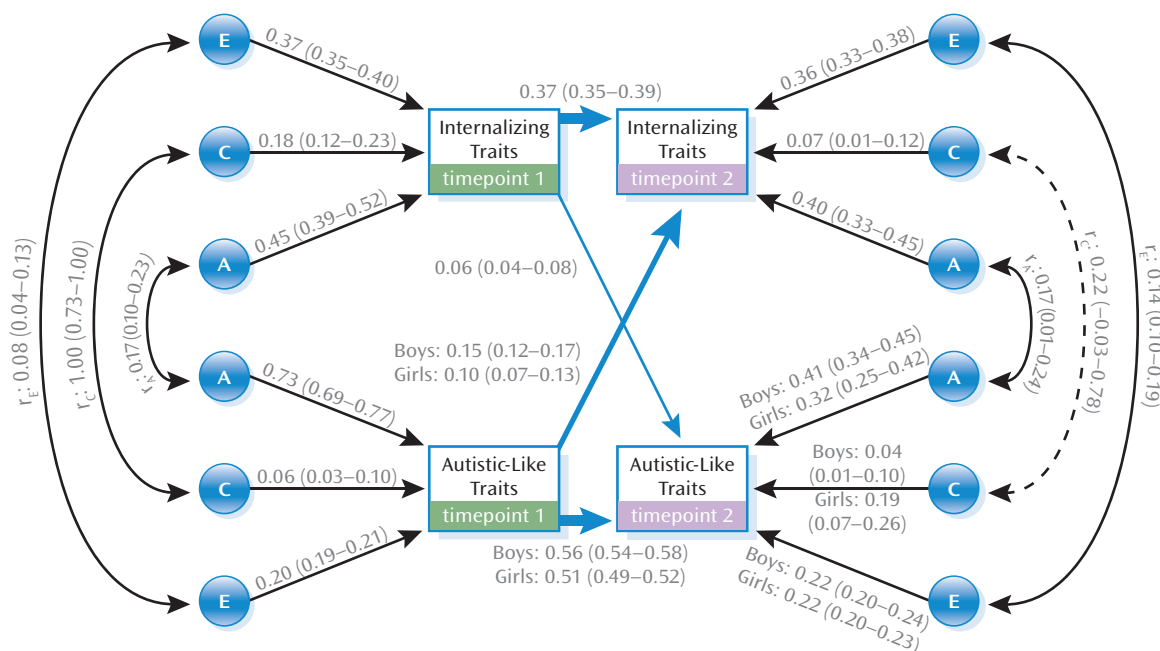 E
0.37 (0.35–0.40)
0.37 (0.35–0.39)
0.36 (0.33–0.38)
E
C
0.18 (0.12–0.23)
Internalizing
Traits
timepoint 1
Internalizing
Traits
timepoint 2
0.07 (0.01–0.12)
C
A
0.45 (0.39–0.52)
0.40 (0.33–0.45)
A
0.06 (0.04–0.08)
rE: 0.08 (0.04–0.13)
rC: 1.00 (0.73–1.00)
rA: 0.17 (0.10–0.23)
rA: 0.17 (0.01–0.24)
rC: 0.22 (−0.03–0.78)
rE: 0.14 (0.10–0.19)
Boys: 0.15 (0.12–0.17)
Girls: 0.10 (0.07–0.13)
A
0.73 (0.69–0.77)
Boys: 0.41 (0.34–0.45)
Girls: 0.32 (0.25–0.42)
A
C
0.06 (0.03–0.10)
Autistic-Like
Traits
timepoint 1
Autistic-Like
Traits
timepoint 2
Boys: 0.04
(0.01–0.10)
Girls: 0.19
(0.07–0.26)
C
E
0.20 (0.19–0.21)
Boys: 0.56 (0.54–0.58)
Girls: 0.51 (0.49–0.52)
Boys: 0.22 (0.20–0.24)
Girls: 0.22 (0.20–0.23)
E